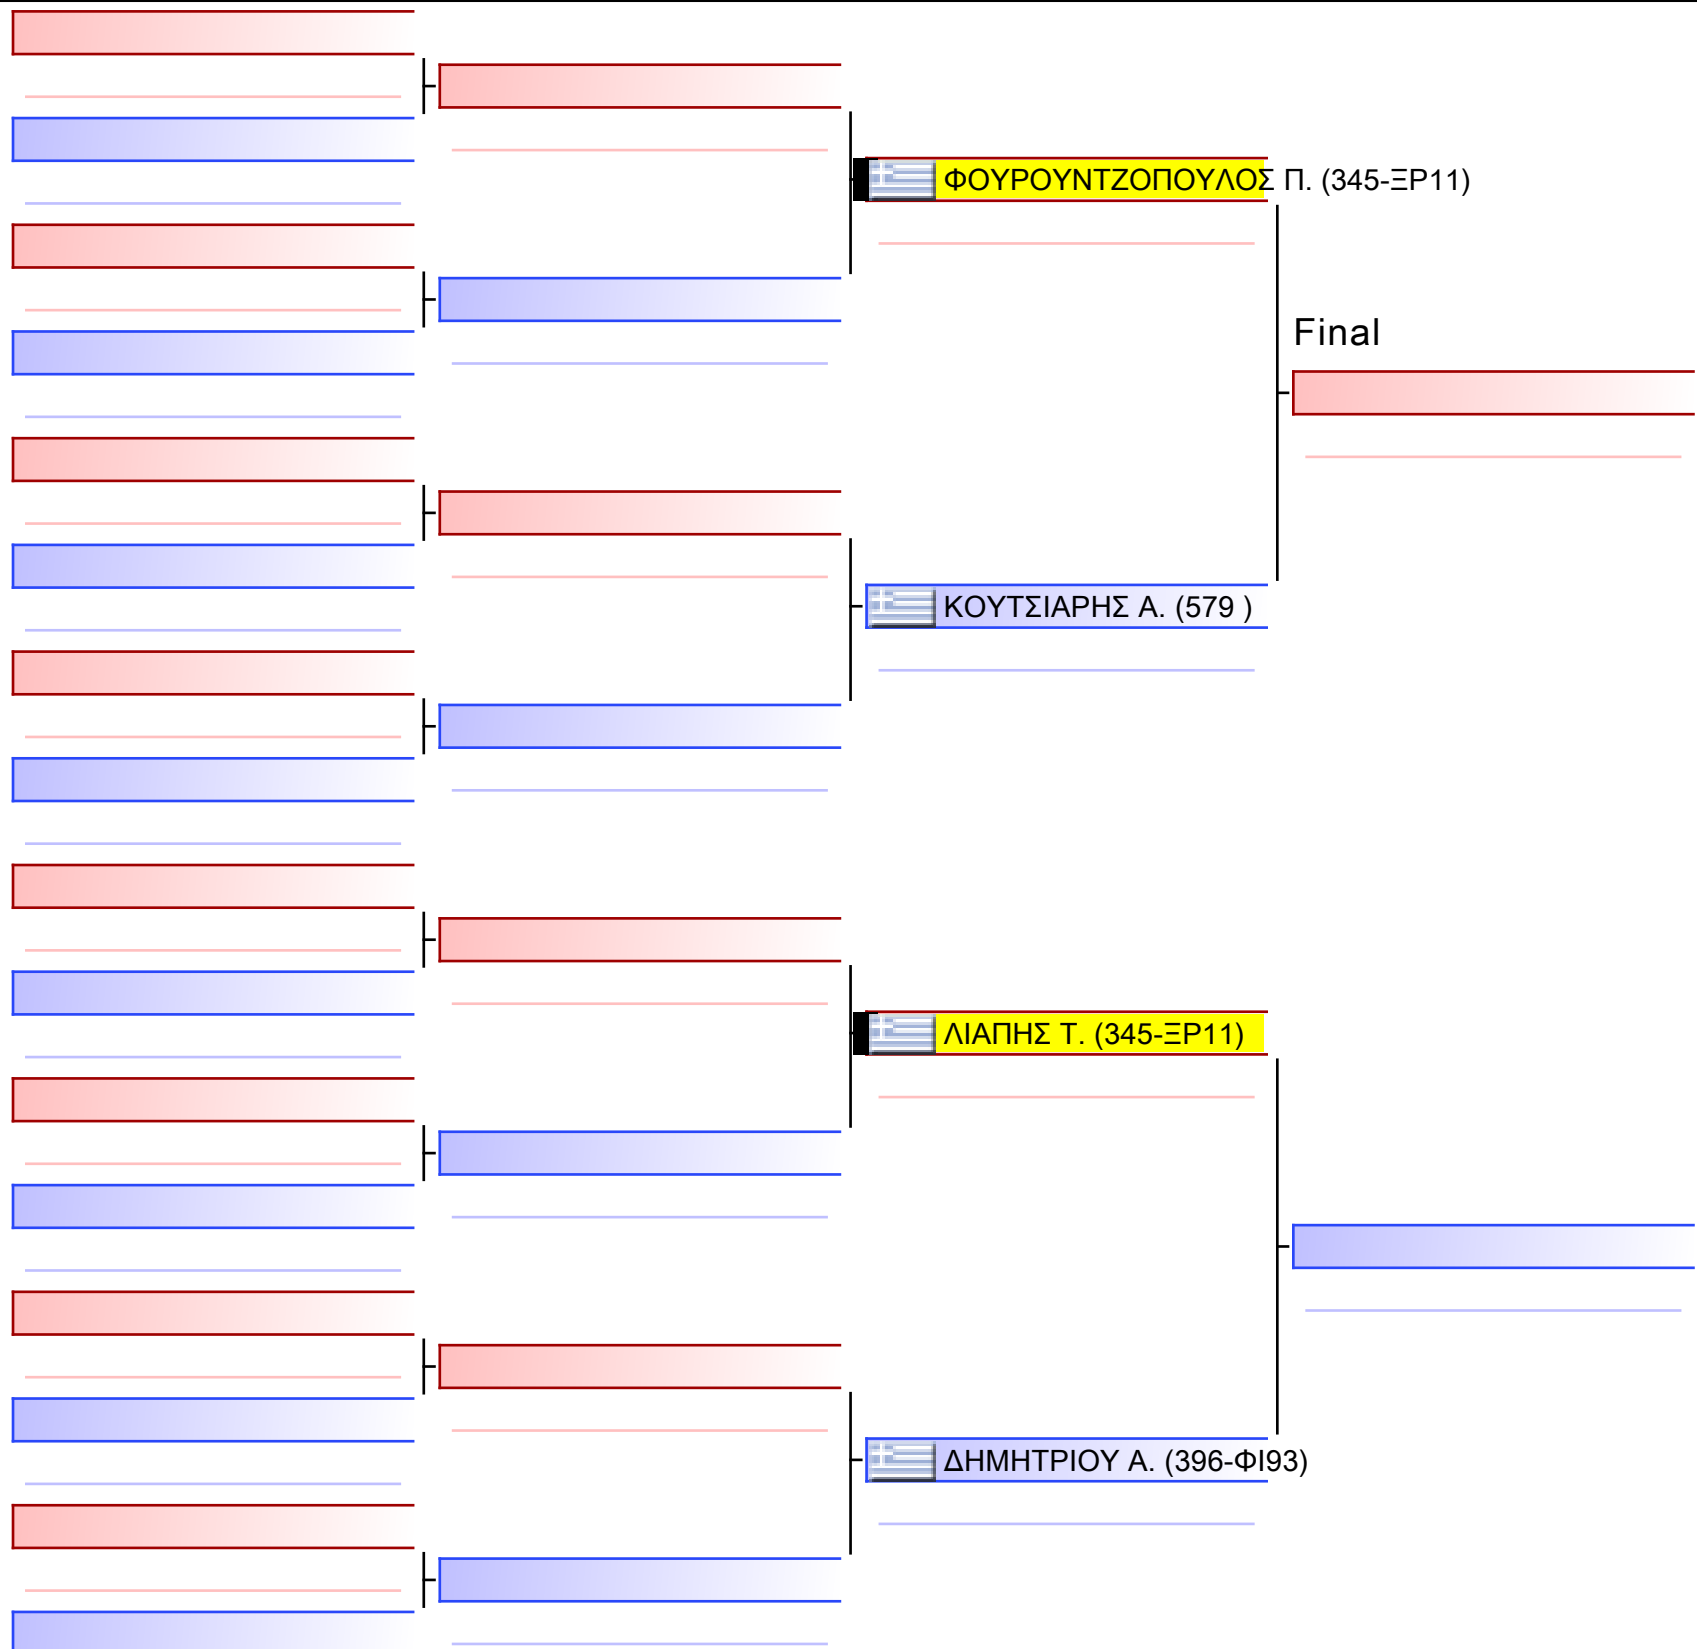 ΦΟΥΡΟΥΝΤΖΟΠΟΥΛΟΣ Π. (345-ΞΡ11)
Final
ΚΟΥΤΣΙΑΡΗΣ Α. (579 )
ΛΙΑΠΗΣ Τ. (345-ΞΡ11)
ΔΗΜΗΤΡΙΟΥ Α. (396-ΦΙ93)